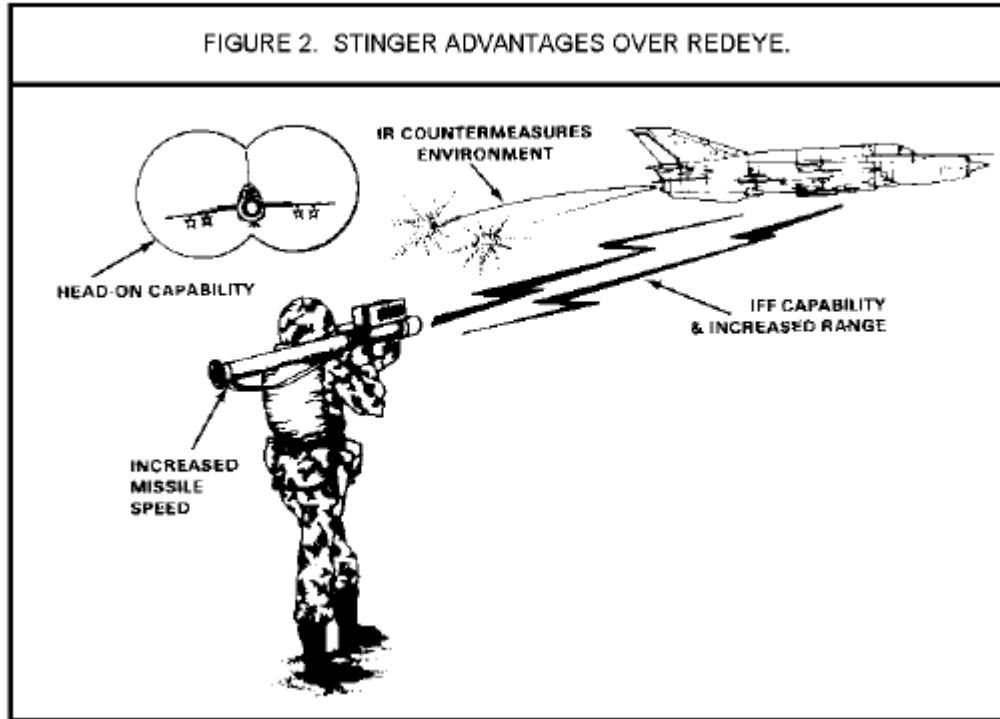 FIGURE 2. STINGER ADVANTAGES OVER REDEYE.
IR COUNTERMEASURES
ENVIRONMENT
HEAD-ON CAPABILITY
IFF CAPABILITY
& INCREASED RANGE
INCREASED
MISSILE
SPEED